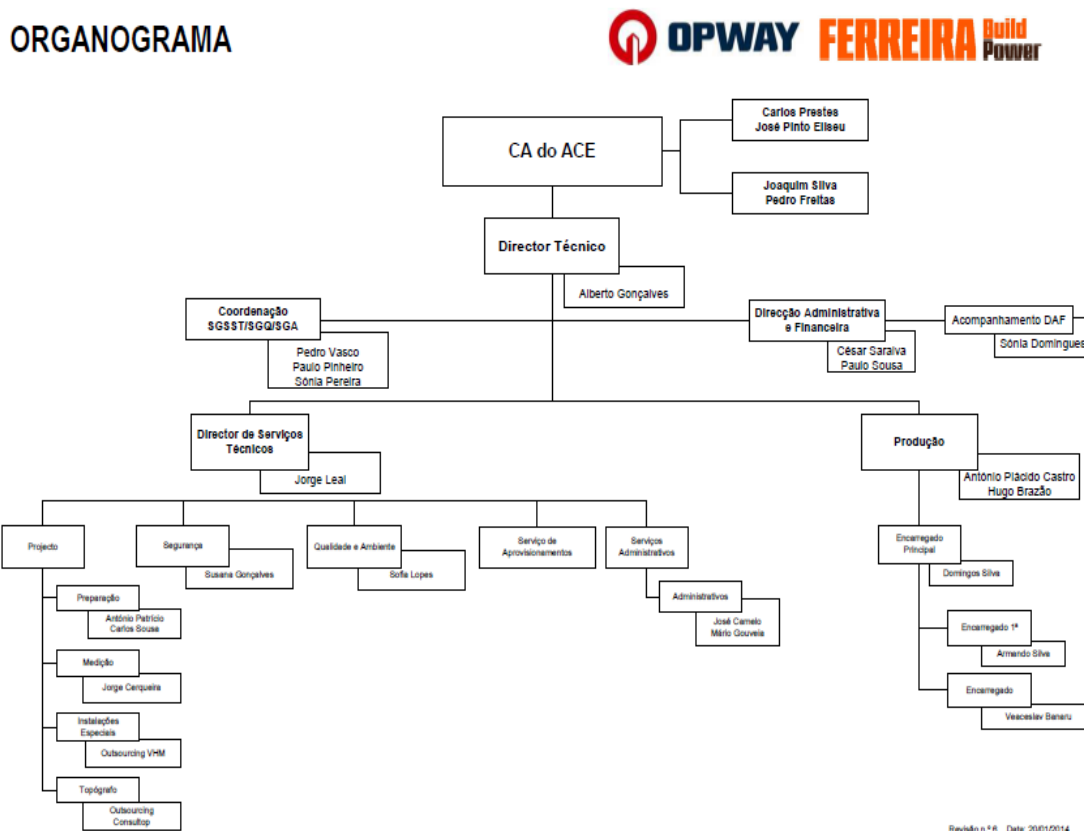 ORGANOGRAMA
OPWAY
FERREIRA Build
Power
Carlos Prestes
José Pinto Eliseu
CA do ACE
Joaquim Silva
Pedro Freitas
Director Técnico
Alberto Gonçalves
Coordenação
SGSST/SGQ/SGA
Pedro Vasco
Paulo Pinheiro
Sónia Pereira
Direcção Administrativa
e Financeira
César Saraiva
Paulo Sousa
Acompanhamento DAF
Sónia Domingues
Director de Serviços
Técnicos
Jorge Leal
Produção
António Plácido Castro
Hugo Brazão
Projecto
Segurança
Susana Gonçalves
Qualidade e Ambiente
Sofia Lopes
Serviço de
Aprovisionamentos
Serviços
Administrativos
Encarregado
Principal
Domingos Silva
Preparação
António Patrício
Carlos Sousa
Administrativos
José Camelo
Mário Gouveia
Encarregado 1ª
Armando Silva
Medição
Jorge Cerqueira
Encarregado
Veaceslav Banaru
Instalações
Especiais
Outsourcing VHM
Topógrafo
Outsourcing
Consultop
Revisão n.º 6 Data: 20/01/2014